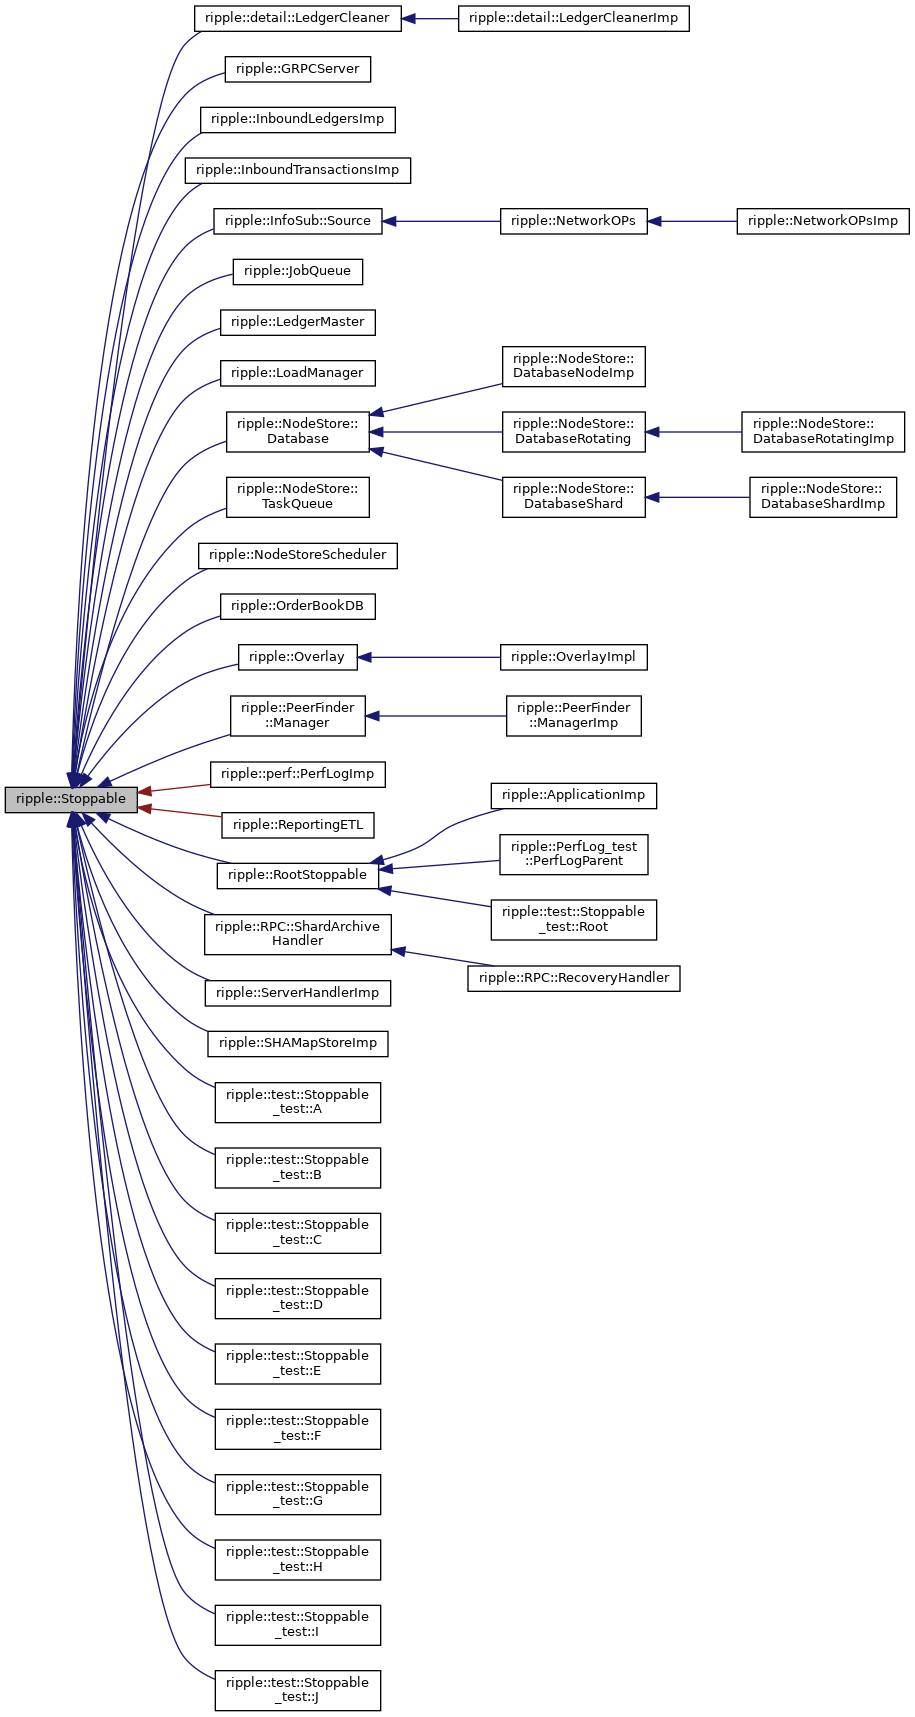 ripple::detail::LedgerCleaner
ripple::detail::LedgerCleanerImp
ripple::GRPCServer
ripple::InboundLedgersImp
ripple::InboundTransactionsImp
ripple::InfoSub::Source
ripple::NetworkOPs
ripple::NetworkOPsImp
ripple::JobQueue
ripple::LedgerMaster
ripple::LoadManager
ripple::NodeStore::
Database
ripple::NodeStore::
DatabaseNodeImp
ripple::NodeStore::
DatabaseRotating
ripple::NodeStore::
DatabaseRotatingImp
ripple::NodeStore::
DatabaseShard
ripple::NodeStore::
DatabaseShardImp
ripple::NodeStore::
TaskQueue
ripple::NodeStoreScheduler
ripple::OrderBookDB
ripple::Overlay
ripple::OverlayImpl
ripple::PeerFinder
::Manager
ripple::PeerFinder
::ManagerImp
ripple::perf::PerfLogImp
ripple::Stoppable
ripple::ReportingETL
ripple::RootStoppable
ripple::ApplicationImp
ripple::PerfLog_test
::PerfLogParent
ripple::test::Stoppable
_test::Root
ripple::RPC::ShardArchive
Handler
ripple::RPC::RecoveryHandler
ripple::ServerHandlerImp
ripple::SHAMapStoreImp
ripple::test::Stoppable
_test::A
ripple::test::Stoppable
_test::B
ripple::test::Stoppable
_test::C
ripple::test::Stoppable
_test::D
ripple::test::Stoppable
_test::E
ripple::test::Stoppable
_test::F
ripple::test::Stoppable
_test::G
ripple::test::Stoppable
_test::H
ripple::test::Stoppable
_test::I
ripple::test::Stoppable
_test::J